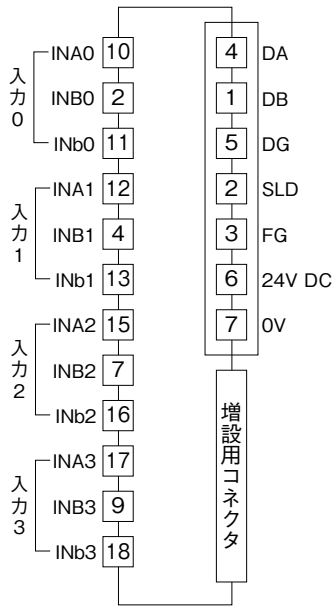 入力0
INA0 10
INB0 2
INb0 11
入力1
INA1 12
INB1 4
INb1 13
入力2
INA2 15
INB2 7
INb2 16
入力3
INA3 17
INB3 9
INb3 18
4 DA
1 DB
5 DG
2 SLD
3 FG
6 24V DC
7 0V
増設用コネクタ